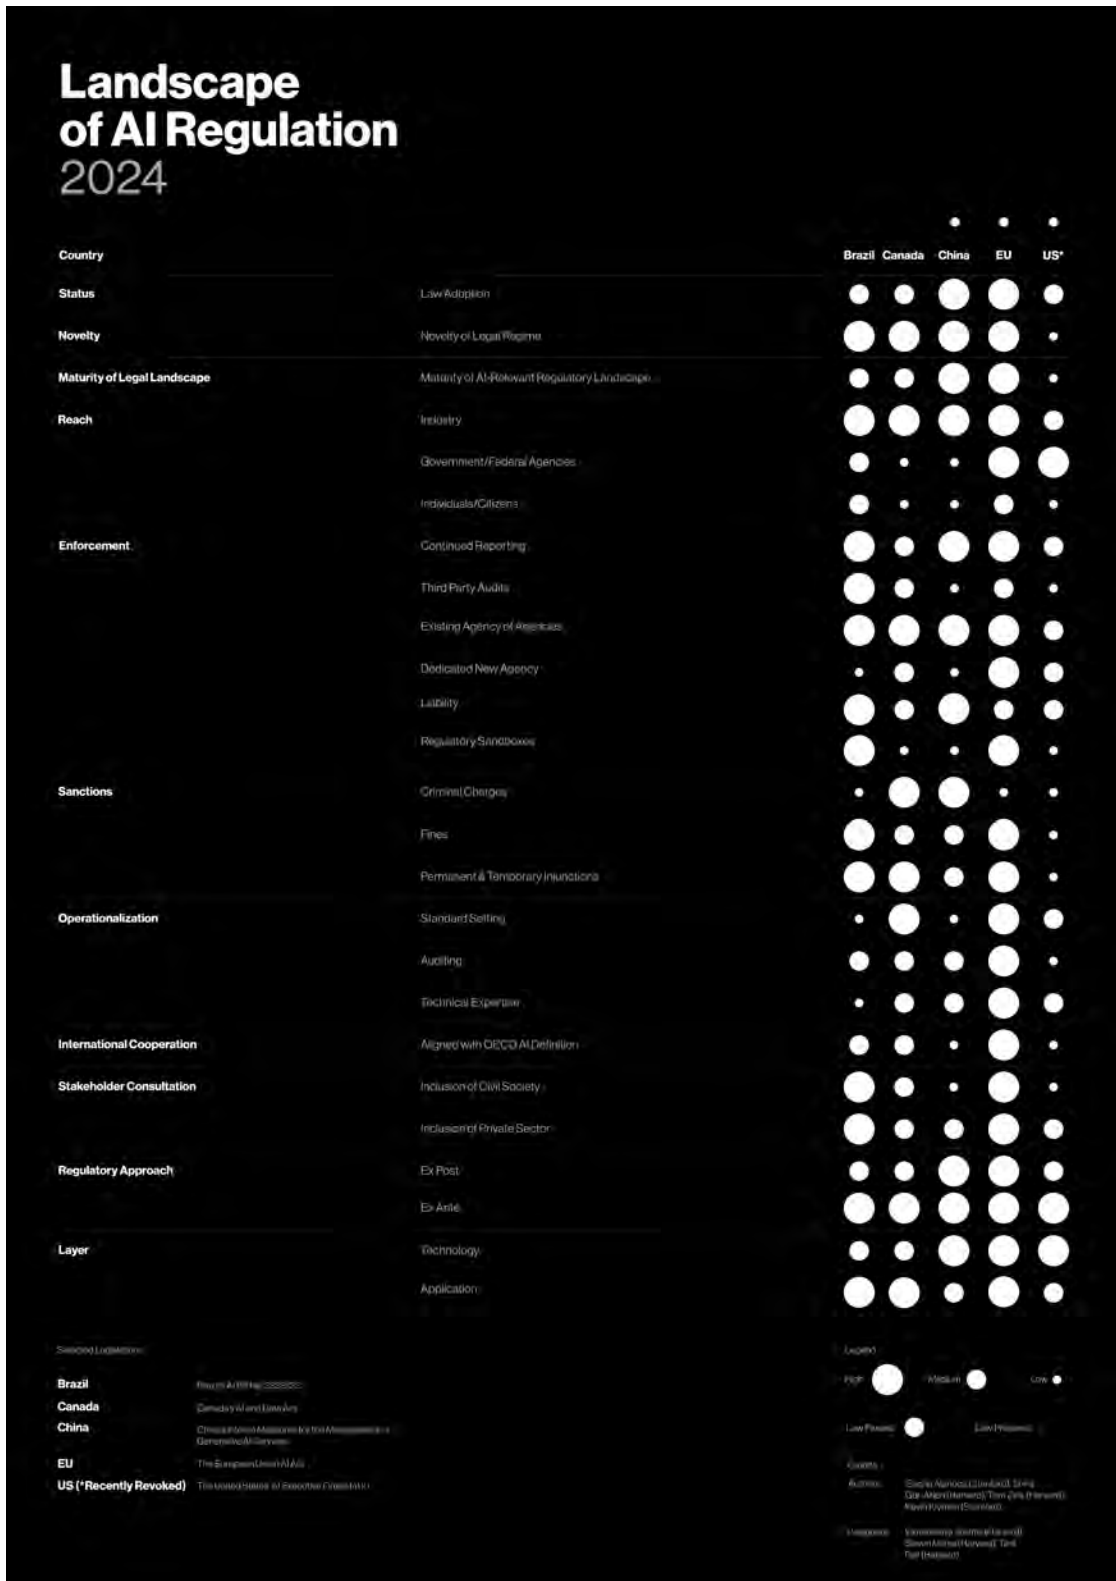 Landscape
of AI Regulation
2024
Country Brazil Canada China EU US*
Status Law Adoption
Novelty Novelty of Legal Regime
Maturity of Legal Landscape Maturity of AI-Relevant Regulatory Landscape
Reach Industry
Government/Federal Agencies
Individuals/Citizens
Enforcement Continued Reporting
Third Party Audits
Existing Agency of Agencies
Dedicated New Agency
Liability
Regulatory Sandboxes
Sanctions Criminal Charges
Fines
Permanent & Temporary Injunctions
Operationalization Standard Setting
Auditing
Technical Expertise
International Cooperation Aligned with OECD AI Definition
Stakeholder Consultation Inclusion of Civil Society
Inclusion of Private Sector
Regulatory Approach Ex Post
Ex Ante
Layer Technology
Application
Selected Legislations
Legend
High Medium Low
Brazil
Canada
China
Generative AI Services
EU The European Union AI Act
US (*Recently Revoked)
Law Passed
Credits
Authors